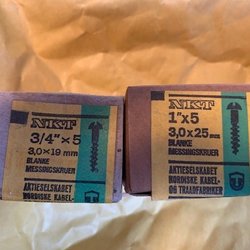 NKT
3/4" x 5
3,0 x 19 mm
BLANKE
MESSINGSKRUER
AKTIESELSKABET
NORDISKE KABEL-
NKT
1" x 5
3,0 x 25 mm
BLANKE
MESSINGSKRUER
AKTIESELSKABET
NORDISKE KABEL-
OG TRAADFABRIKER